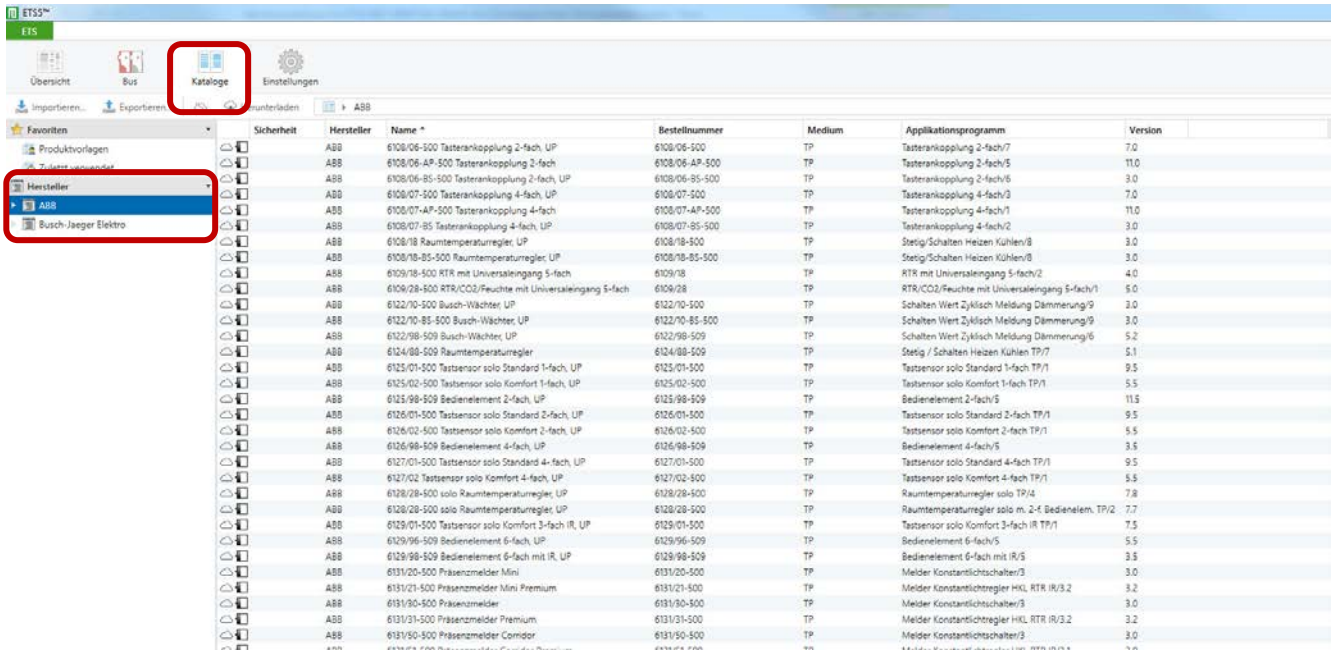 ETS5™
ETS
Übersicht
Bus
Kataloge
Einstellungen
Importieren...
Exportieren
Herunterladen
ABB
Favoriten
Produktvorlagen
Zuletzt verwendet
Hersteller
ABB
Busch-Jaeger Elektro
Sicherheit Hersteller Name Bestellnummer Medium Applikationsprogramm Version
ABB 6108/06-500 Tasterankopplung 2-fach, UP 6108/06-500 TP Tasterankopplung 2-fach/7 7.0
ABB 6108/06-AP-500 Tasterankopplung 2-fach 6108/06-AP-500 TP Tasterankopplung 2-fach/5 11.0
ABB 6108/06-BS-500 Tasterankopplung 2-fach, UP 6108/06-BS-500 TP Tasterankopplung 2-fach/6 3.0
ABB 6108/07-500 Tasterankopplung 4-fach, UP 6108/07-500 TP Tasterankopplung 4-fach/3 7.0
ABB 6108/07-AP-500 Tasterankopplung 4-fach 6108/07-AP-500 TP Tasterankopplung 4-fach/1 11.0
ABB 6108/07-BS Tasterankopplung 4-fach, UP 6108/07-BS-500 TP Tasterankopplung 4-fach/2 3.0
ABB 6108/18 Raumtemperaturregler, UP 6108/18-500 TP Stetig/Schalten Heizen Kühlen/8 3.0
ABB 6108/18-BS-500 Raumtemperaturregler, UP 6108/18-BS-500 TP Stetig/Schalten Heizen Kühlen/8 3.0
ABB 6109/18-500 RTR mit Universaleingang 5-fach 6109/18 TP RTR mit Universaleingang 5-fach/2 4.0
ABB 6109/28-500 RTR/CO2/Feuchte mit Universaleingang 5-fach 6109/28 TP RTR/CO2/Feuchte mit Universaleingang 5-fach/1 5.0
ABB 6122/10-500 Busch-Wächter, UP 6122/10-500 TP Schalten Wert Zyklisch Meldung Dämmerung/9 3.0
ABB 6122/10-BS-500 Busch-Wächter, UP 6122/10-BS-500 TP Schalten Wert Zyklisch Meldung Dämmerung/9 3.0
ABB 6122/98-509 Busch-Wächter, UP 6122/98-509 TP Schalten Wert Zyklisch Meldung Dämmerung/6 5.2
ABB 6124/88-509 Raumtemperaturregler 6124/88-509 TP Stetig / Schalten Heizen Kühlen TP/7 5.1
ABB 6125/01-500 Tastsensor solo Standard 1-fach, UP 6125/01-500 TP Tastsensor solo Standard 1-fach TP/1 9.5
ABB 6125/02-500 Tastsensor solo Komfort 1-fach, UP 6125/02-500 TP Tastsensor solo Komfort 1-fach TP/1 5.5
ABB 6125/98-509 Bedienelement 2-fach, UP 6125/98-509 TP Bedienelement 2-fach/5 11.5
ABB 6126/01-500 Tastsensor solo Standard 2-fach, UP 6126/01-500 TP Tastsensor solo Standard 2-fach TP/1 9.5
ABB 6126/02-500 Tastsensor solo Komfort 2-fach, UP 6126/02-500 TP Tastsensor solo Komfort 2-fach TP/1 5.5
ABB 6126/98-509 Bedienelement 4-fach, UP 6126/98-509 TP Bedienelement 4-fach/5 3.5
ABB 6127/01-500 Tastsensor solo Standard 4-.fach, UP 6127/01-500 TP Tastsensor solo Standard 4-fach TP/1 9.5
ABB 6127/02 Tastsensor solo Komfort 4-fach, UP 6127/02-500 TP Tastsensor solo Komfort 4-fach TP/1 5.5
ABB 6128/28-500 solo Raumtemperaturregler, UP 6128/28-500 TP Raumtemperaturregler solo TP/4 7.8
ABB 6128/28-500 solo Raumtemperaturregler, UP 6128/28-500 TP Raumtemperaturregler solo m. 2-f. Bedienelem. TP/2 7.7
ABB 6129/01-500 Tastsensor solo Komfort 3-fach IR, UP 6129/01-500 TP Tastsensor solo Komfort 3-fach IR TP/1 7.5
ABB 6129/96-509 Bedienelement 6-fach, UP 6129/96-509 TP Bedienelement 6-fach/5 5.5
ABB 6129/98-509 Bedienelement 6-fach mit IR, UP 6129/98-509 TP Bedienelement 6-fach mit IR/5 3.5
ABB 6131/20-500 Präsenzmelder Mini 6131/20-500 TP Melder Konstantlichtschalter/3 3.0
ABB 6131/21-500 Präsenzmelder Mini Premium 6131/21-500 TP Melder Konstantlichtregler HKL RTR IR/3.2 3.2
ABB 6131/30-500 Präsenzmelder 6131/30-500 TP Melder Konstantlichtschalter/3 3.0
ABB 6131/31-500 Präsenzmelder Premium 6131/31-500 TP Melder Konstantlichtregler HKL RTR IR/3.2 3.2
ABB 6131/50-500 Präsenzmelder Corridor 6131/50-500 TP Melder Konstantlichtschalter/3 3.0